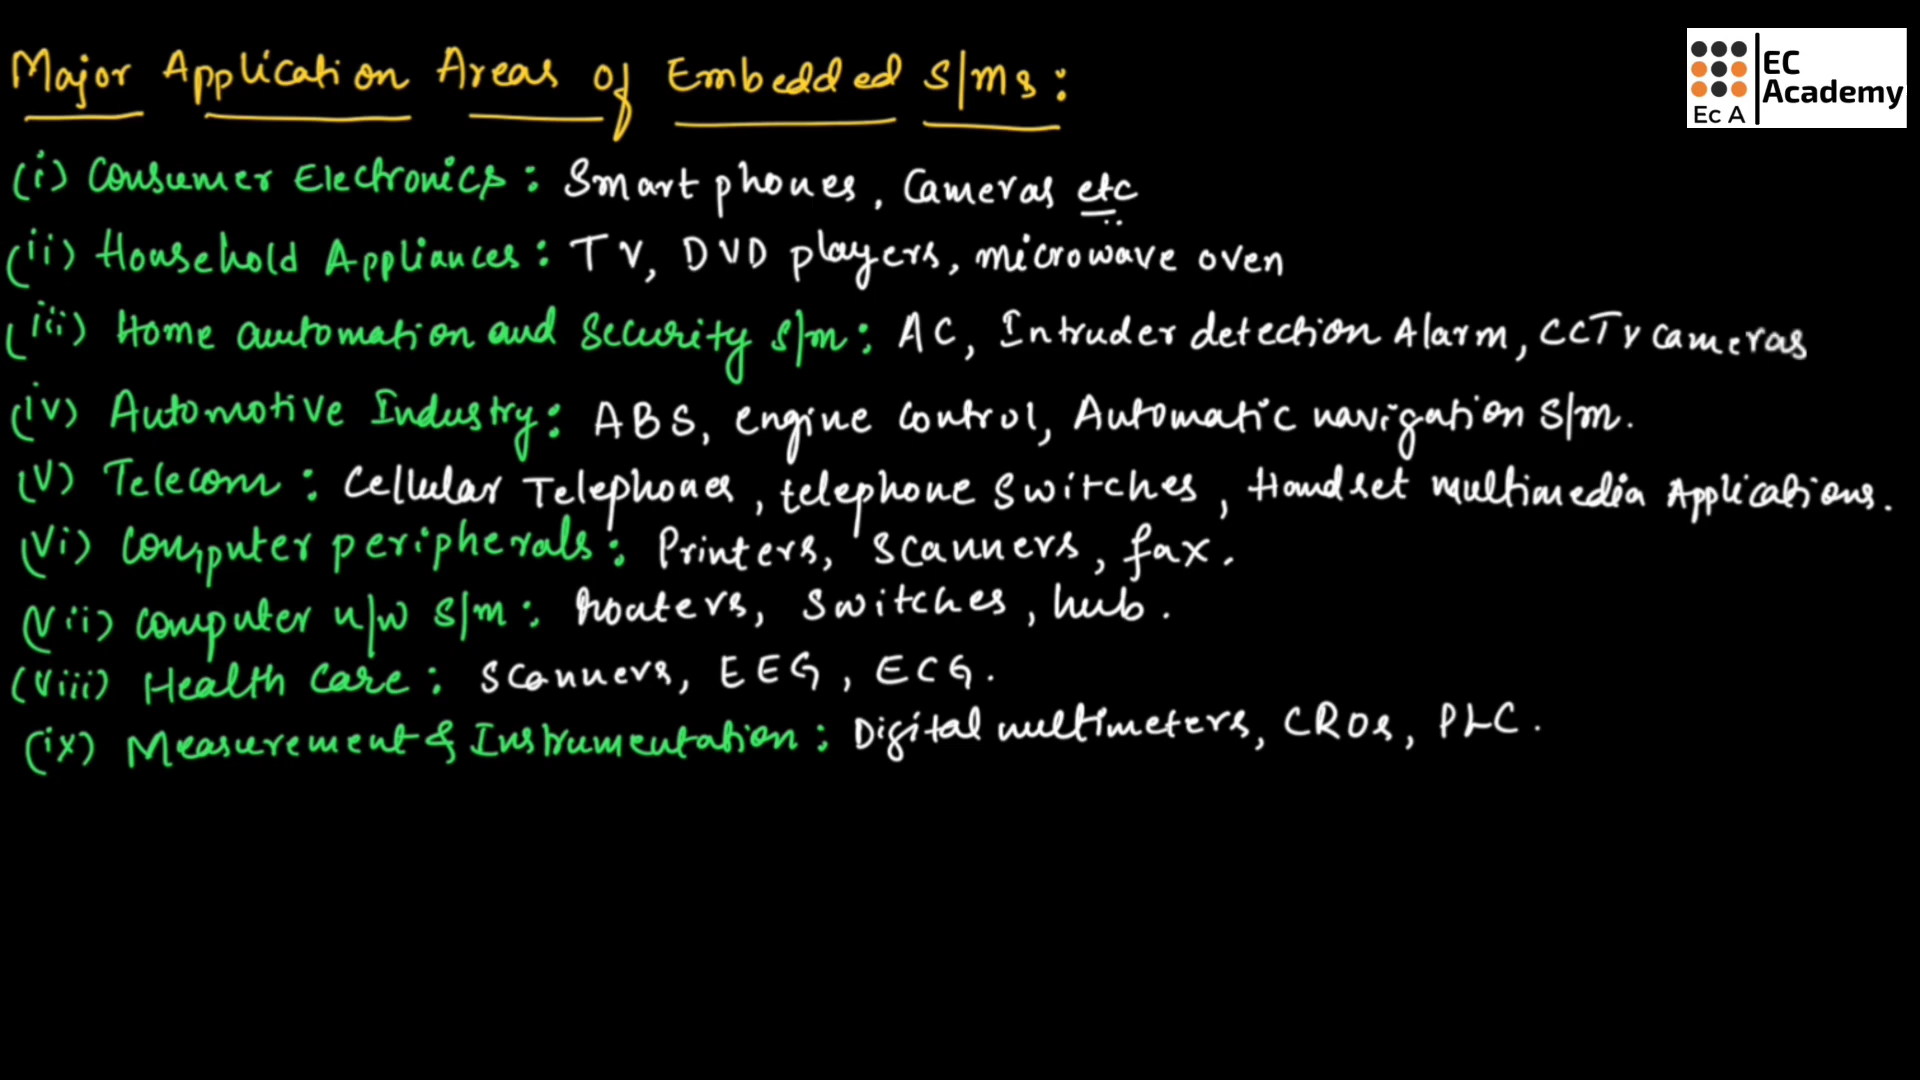 Major Application Areas of Embedded S/ms:
EC Academy
Ec A
(i) Consumer Electronics: Smart phones, Cameras etc
(ii) Household Appliances: TV, DVD players, microwave oven
(iii) Home automation and Security s/m: AC, Intruder detection Alarm, CCTV cameras
(iv) Automotive Industry: ABS, engine control, Automatic navigation s/m.
(v) Telecom: Cellular Telephones, telephone switches, Handset multimedia Applications.
(vi) Computer peripherals: Printers, scanners, fax.
(vii) computer n/w s/m: Routers, switches, hub.
(viii) Health Care: Scanners, EEG, ECG.
(ix) Measurement & Instrumentation: Digital multimeters, CROs, PLC.